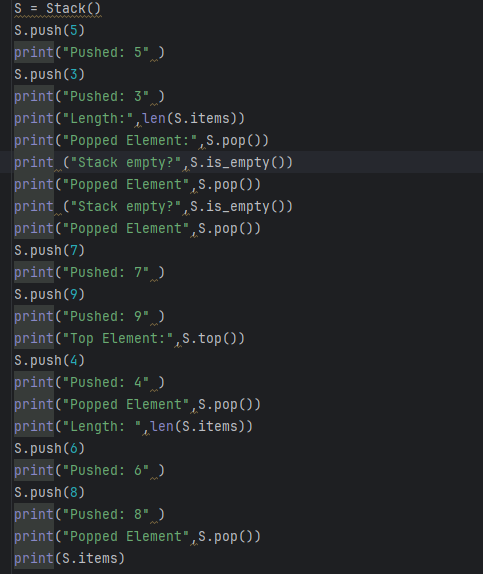 S = Stack()
S.push(5)
print("Pushed: 5" )
S.push(3)
print("Pushed: 3" )
print("Length:",len(S.items))
print("Popped Element:",S.pop())
print ("Stack empty?",S.is_empty())
print("Popped Element",S.pop())
print ("Stack empty?",S.is_empty())
print("Popped Element",S.pop())
S.push(7)
print("Pushed: 7" )
S.push(9)
print("Pushed: 9" )
print("Top Element:",S.top())
S.push(4)
print("Pushed: 4" )
print("Popped Element",S.pop())
print("Length: ",len(S.items))
S.push(6)
print("Pushed: 6" )
S.push(8)
print("Pushed: 8" )
print("Popped Element",S.pop())
print(S.items)